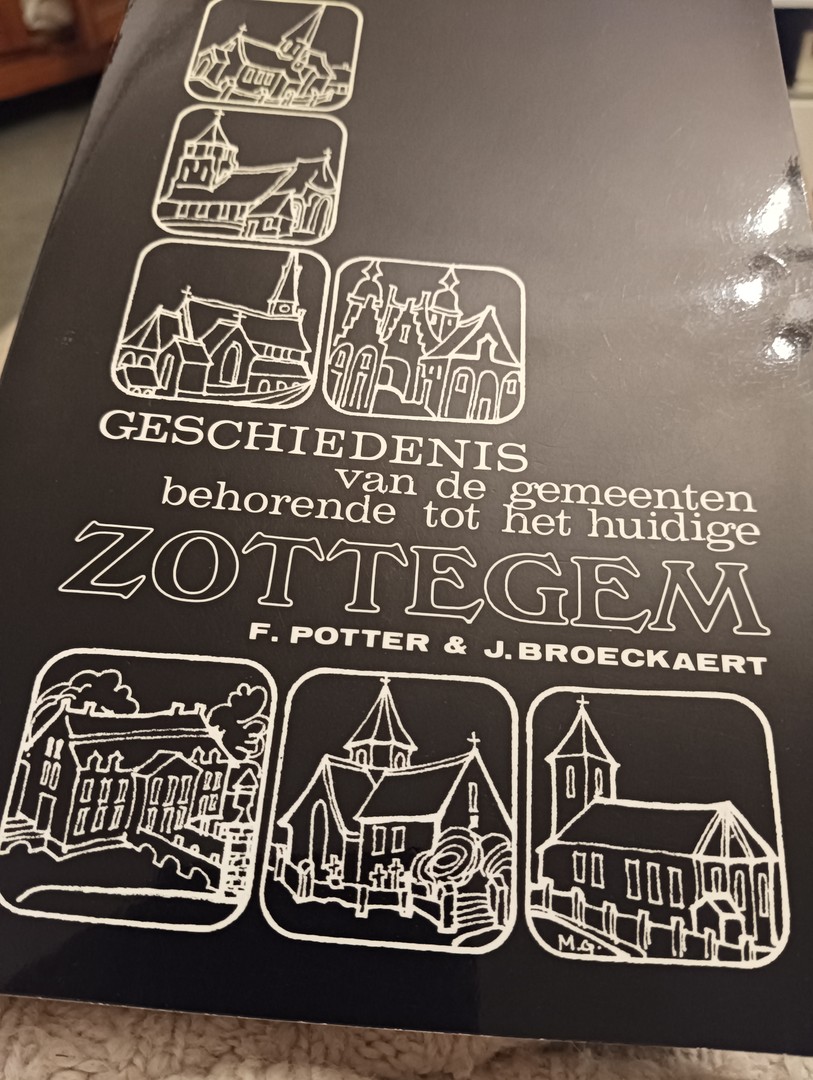 GESCHIEDENIS
van de gemeenten
behorende tot het huidige
ZOTTEGEM
F. POTTER & J. BROECKAERT
M.G.